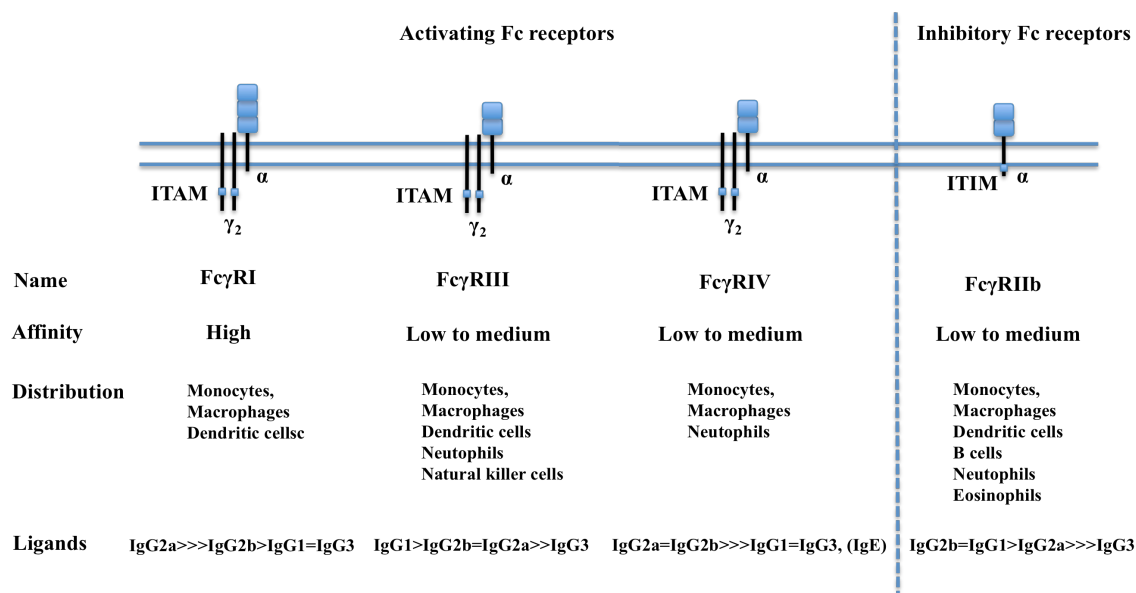 Activating Fc receptors
Inhibitory Fc receptors
ITAM
α
γ2
ITAM
α
γ2
ITAM
α
γ2
ITIM
α
Name
FcγRI
FcγRIII
FcγRIV
FcγRIIb
Affinity
High
Low to medium
Low to medium
Low to medium
Distribution
Monocytes,
Macrophages
Dendritic cellsc
Monocytes,
Macrophages
Dendritic cells
Neutophils
Natural killer cells
Monocytes,
Macrophages
Neutophils
Monocytes,
Macrophages
Dendritic cells
B cells
Neutophils
Eosinophils
Ligands
IgG2a>>>IgG2b>IgG1=IgG3
IgG1>IgG2b=IgG2a>>IgG3
IgG2a=IgG2b>>>IgG1=IgG3, (IgE)
IgG2b=IgG1>IgG2a>>>IgG3